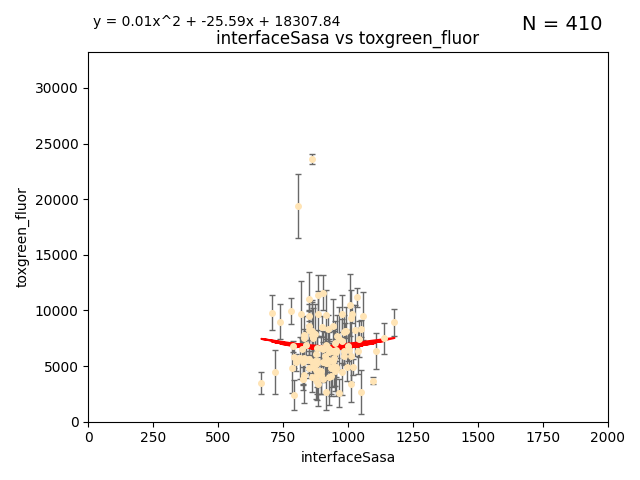 y = 0.01x^2 + -25.59x + 18307.84
N = 410
interfaceSasa vs toxgreen_fluor
toxgreen_fluor
30000
25000
20000
15000
10000
5000
0
0 250 500 750 1000 1250 1500 1750 2000
interfaceSasa